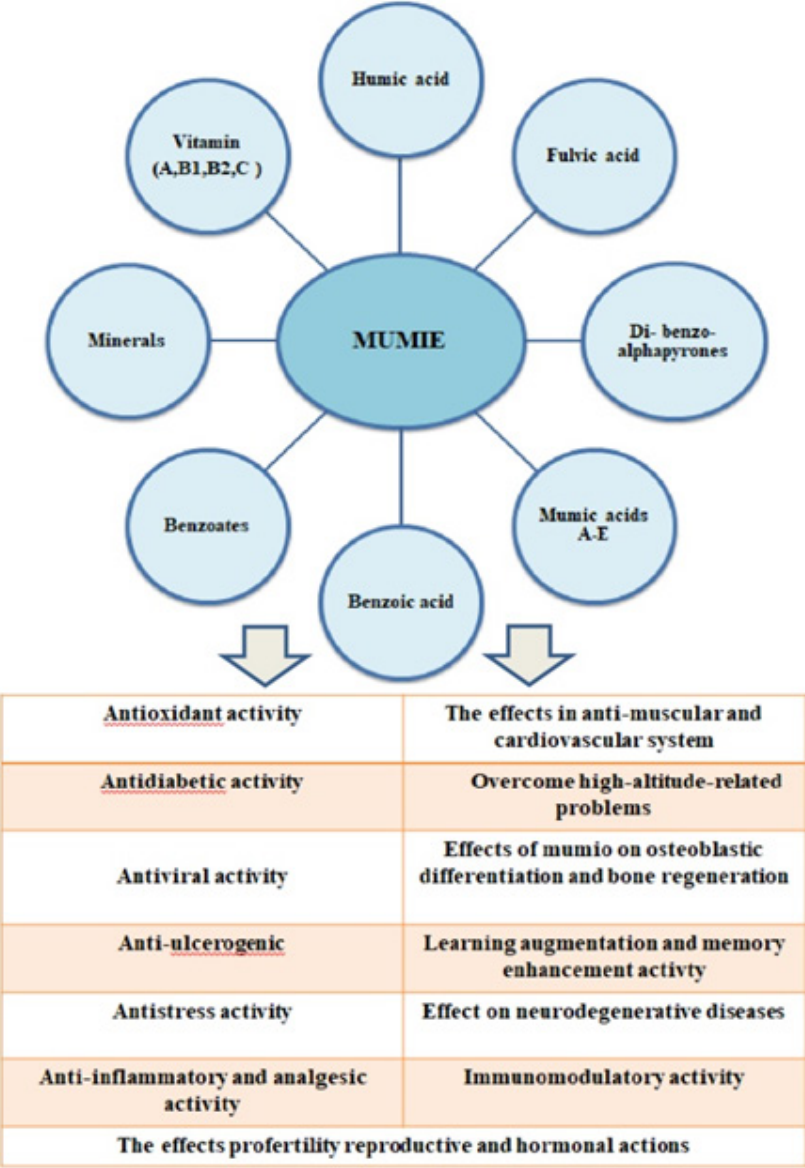 Humic acid
Vitamin
(A,B1,B2,C )
Fulvic acid
Minerals
MUMIE
Di- benzo-
alphapyrones
Benzoates
Mumic acids
A-E
Benzoic acid
Antioxidant activity
The effects in anti-muscular and
cardiovascular system
Antidiabetic activity
Overcome high-altitude-related
problems
Antiviral activity
Effects of mumio on osteoblastic
differentiation and bone regeneration
Anti-ulcerogenic
Learning augmentation and memory
enhancement activty
Antistress activity
Effect on neurodegenerative diseases
Anti-inflammatory and analgesic
activity
Immunomodulatory activity
The effects profertility reproductive and hormonal actions